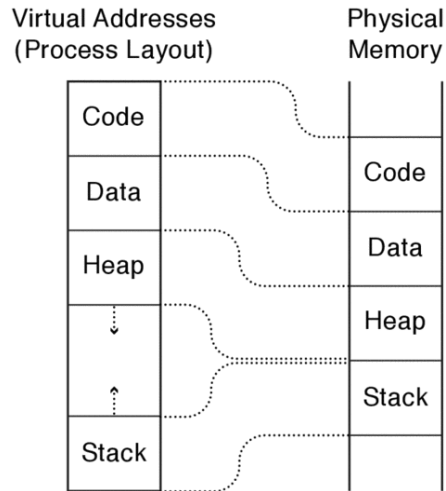 Virtual Addresses
(Process Layout)
Physical
Memory
Code
Data
Heap
Stack
Code
Data
Heap
Stack